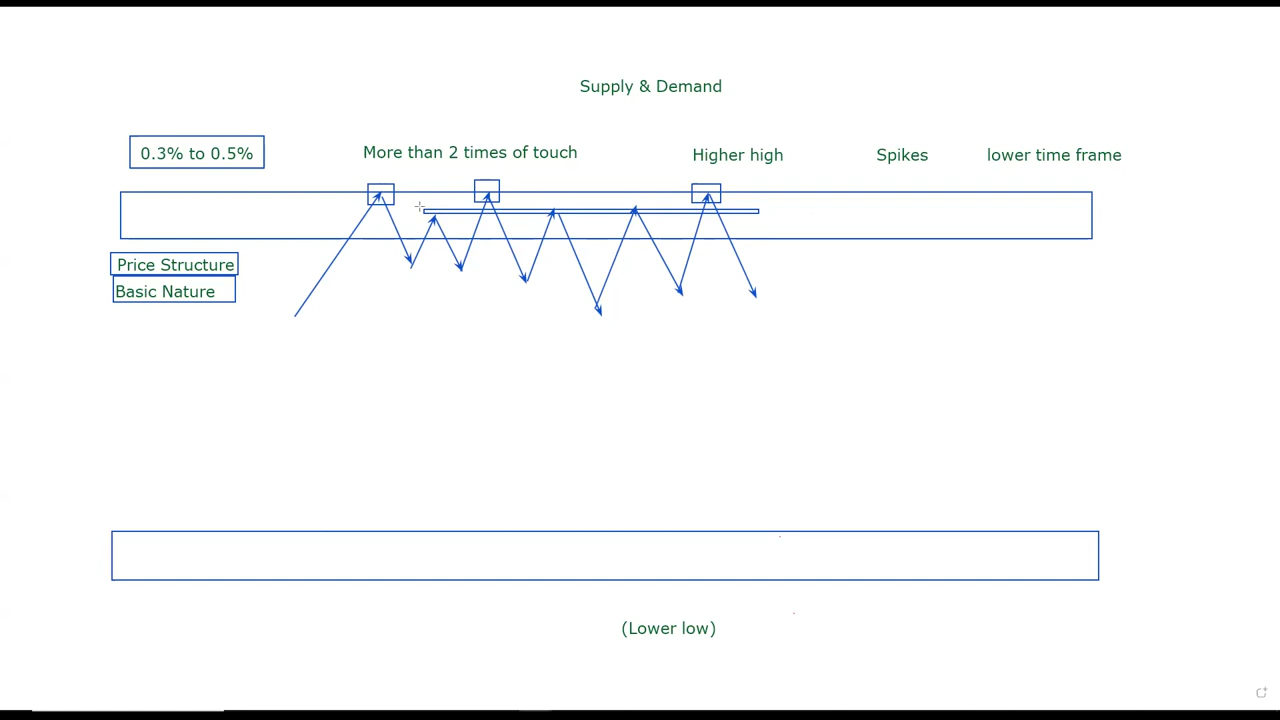 Supply & Demand
0.3% to 0.5%
More than 2 times of touch
Higher high
Spikes
lower time frame
Price Structure
Basic Nature
(Lower low)